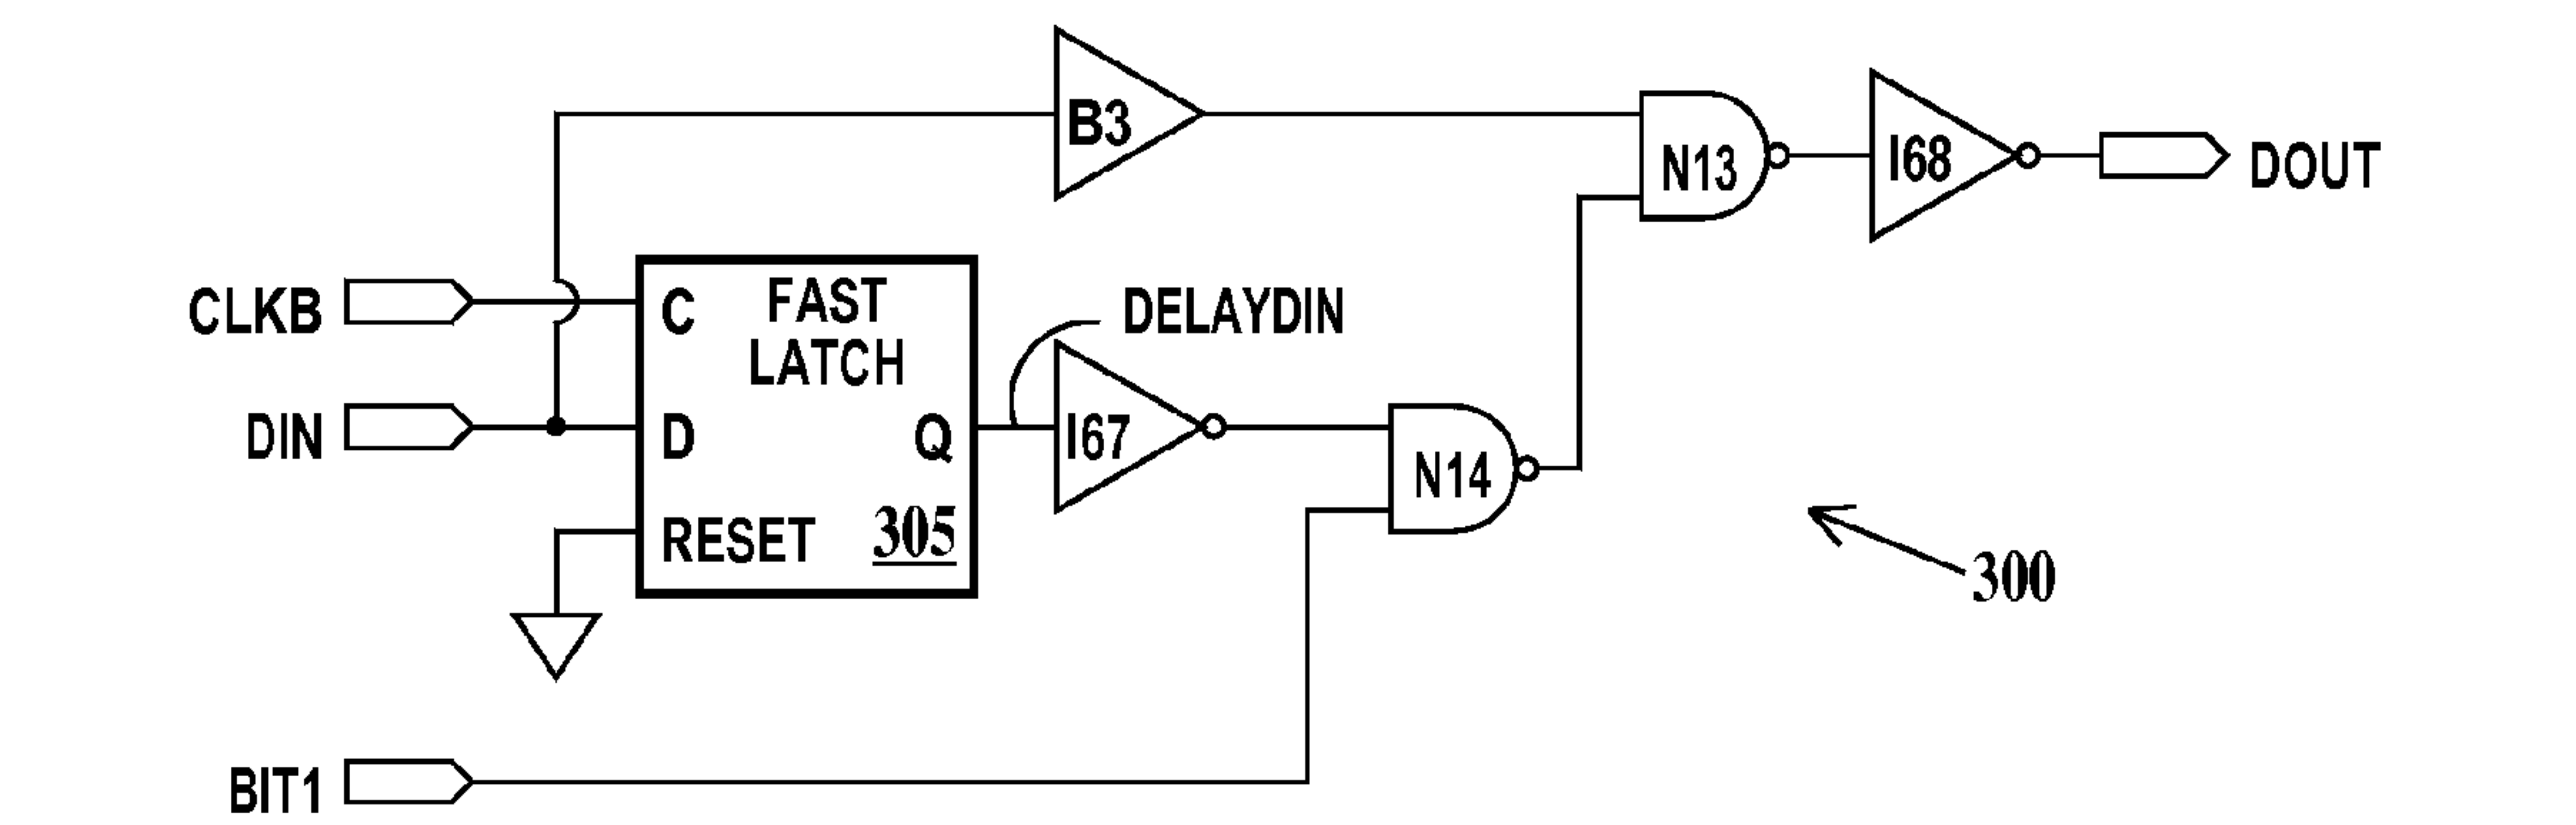 B3
N13
I68
DOUT
CLKB
C
FAST
LATCH
DELAYDIN
DIN
D
Q
I67
N14
RESET
305
300
BIT1